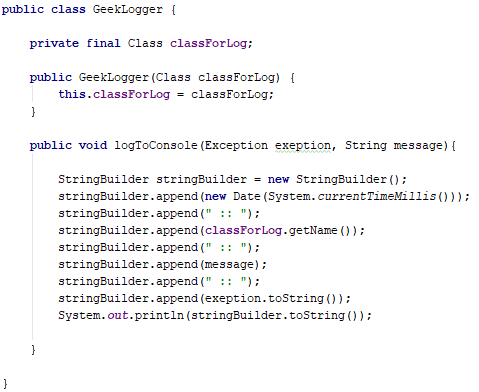 public class GeekLogger {
private final Class classForLog;
public GeekLogger(Class classForLog) {
this.classForLog = classForLog;
}
public void logToConsole(Exception exeption, String message){
StringBuilder stringBuilder = new StringBuilder();
stringBuilder.append(new Date(System.currentTimeMillis()));
stringBuilder.append(" :: ");
stringBuilder.append(classForLog.getName());
stringBuilder.append(" :: ");
stringBuilder.append(message);
stringBuilder.append(" :: ");
stringBuilder.append(exeption.toString());
System.out.println(stringBuilder.toString());
}
}